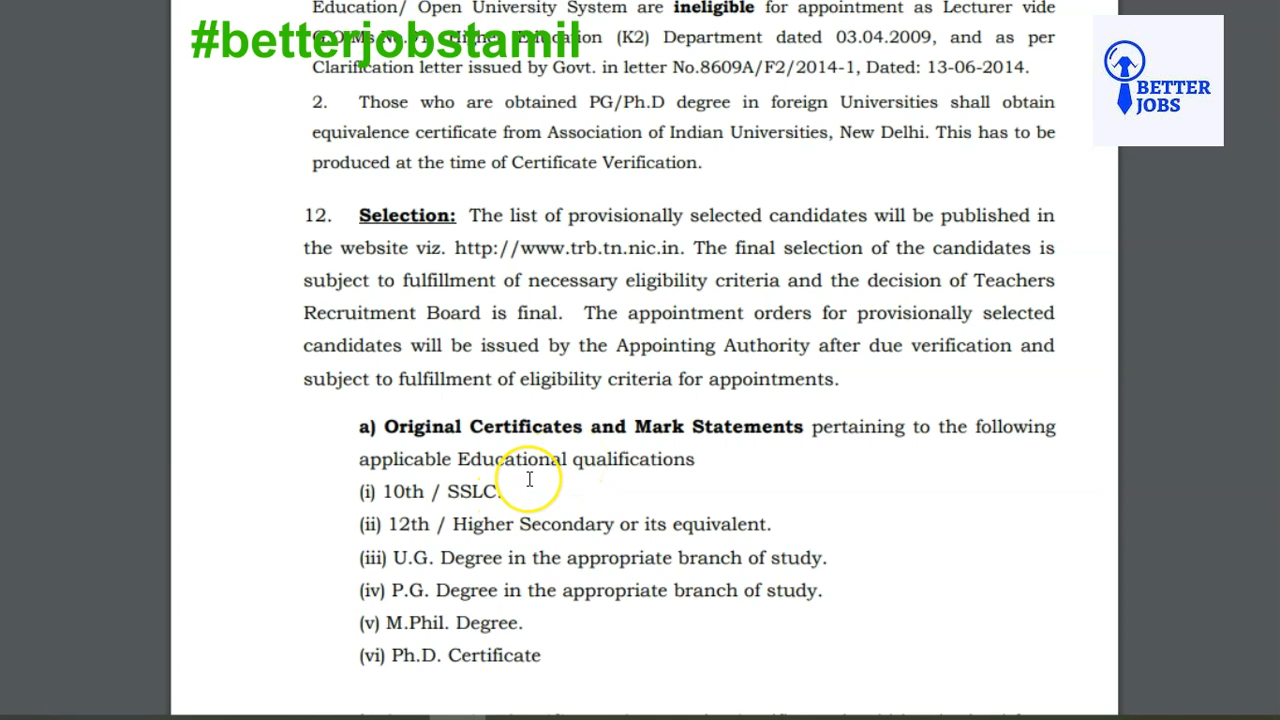 Education/ Open University System are ineligible for appointment as Lecturer vide
#betterjobstamil
(K2) Department dated 03.04.2009, and as per
Clarification letter issued by Govt. in letter No.8609A/F2/2014-1, Dated: 13-06-2014.
BETTER
JOBS
2. Those who are obtained PG/Ph.D degree in foreign Universities shall obtain
equivalence certificate from Association of Indian Universities, New Delhi. This has to be
produced at the time of Certificate Verification.
12. Selection: The list of provisionally selected candidates will be published in
the website viz. http://www.trb.tn.nic.in. The final selection of the candidates is
subject to fulfillment of necessary eligibility criteria and the decision of Teachers
Recruitment Board is final. The appointment orders for provisionally selected
candidates will be issued by the Appointing Authority after due verification and
subject to fulfillment of eligibility criteria for appointments.
a) Original Certificates and Mark Statements pertaining to the following
applicable Educational qualifications
(i) 10th / SSLC.
(ii) 12th / Higher Secondary or its equivalent.
(iii) U.G. Degree in the appropriate branch of study.
(iv) P.G. Degree in the appropriate branch of study.
(v) M.Phil. Degree.
(vi) Ph.D. Certificate